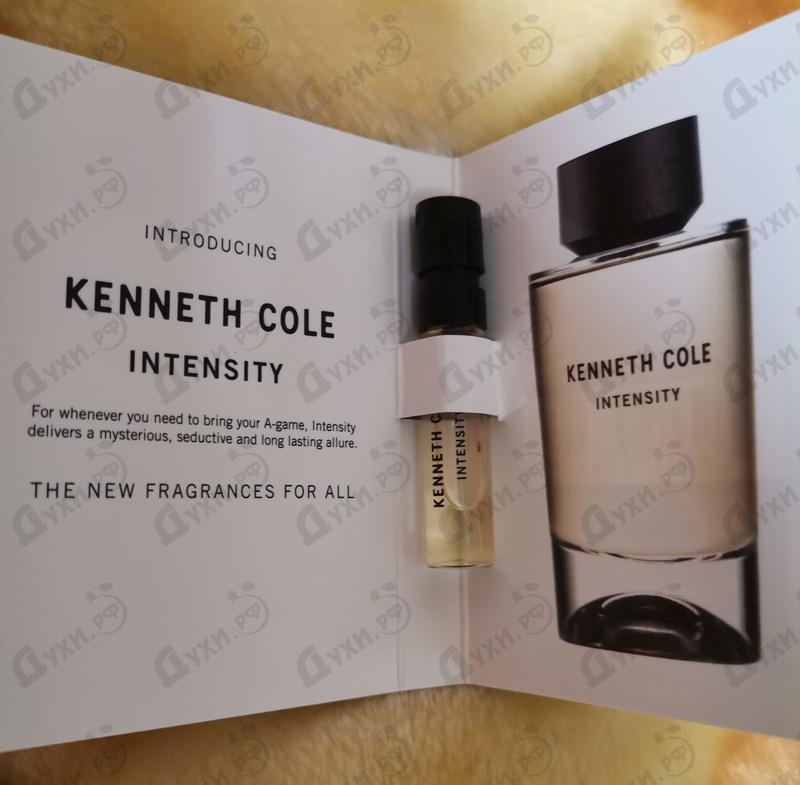 INTRODUCING
KENNETH COLE
INTENSITY
For whenever you need to bring your A-game, Intensity
delivers a mysterious, seductive and long lasting allure.
THE NEW FRAGRANCES FOR ALL
KENNETH C
INTENSITY
KENNETH COLE
INTENSITY
Духи.рф